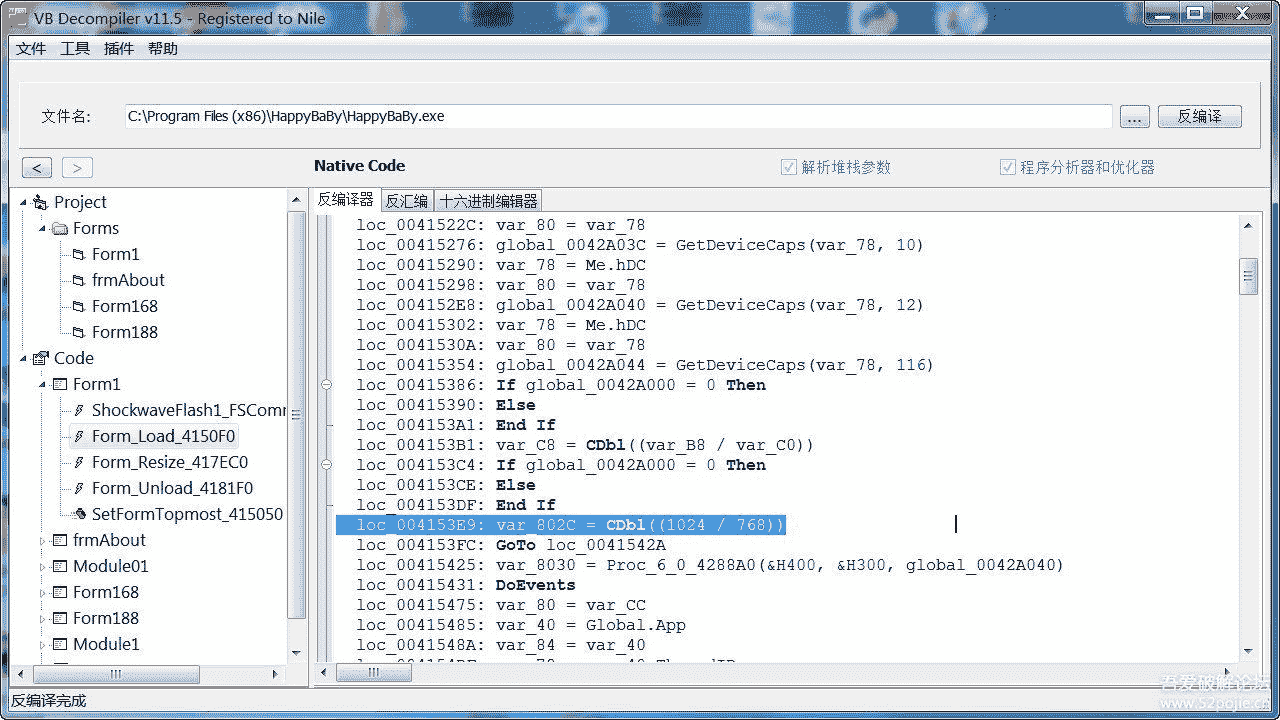 VB Decompiler v11.5 - Registered to Nile
文件 工具 插件 帮助
文件名: C:\Program Files (x86)\HappyBaBy\HappyBaBy.exe ... 反编译
< > Native Code 解析堆栈参数 程序分析器和优化器
Project
Forms
Form1
frmAbout
Form168
Form188
Code
Form1
ShockwaveFlash1_FSComm
Form_Load_4150F0
Form_Resize_417EC0
Form_Unload_4181F0
SetFormTopmost_415050
frmAbout
Module01
Form168
Form188
Module1
反编译器 反汇编 十六进制编辑器
loc_0041522C: var_80 = var_78
loc_00415276: global_0042A03C = GetDeviceCaps(var_78, 10)
loc_00415290: var_78 = Me.hDC
loc_00415298: var_80 = var_78
loc_004152E8: global_0042A040 = GetDeviceCaps(var_78, 12)
loc_00415302: var_78 = Me.hDC
loc_0041530A: var_80 = var_78
loc_00415354: global_0042A044 = GetDeviceCaps(var_78, 116)
loc_00415386: If global_0042A000 = 0 Then
loc_00415390: Else
loc_004153A1: End If
loc_004153B1: var_C8 = CDbl((var_B8 / var_C0))
loc_004153C4: If global_0042A000 = 0 Then
loc_004153CE: Else
loc_004153DF: End If
loc_004153E9: var_802C = CDbl((1024 / 768))
loc_004153FC: GoTo loc_0041542A
loc_00415425: var_8030 = Proc_6_0_4288A0(&H400, &H300, global_0042A040)
loc_00415431: DoEvents
loc_00415475: var_80 = var_CC
loc_00415485: var_40 = Global.App
loc_0041548A: var_84 = var_40
反编译完成
吾爱破解论坛
www.52pojie.cn